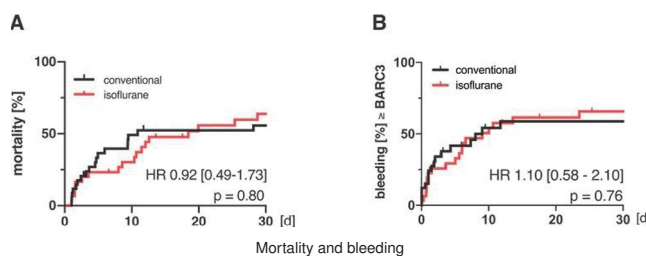 A
B
100
conventional
isoflurane
mortality [%]
50
0
HR 0.92 [0.49-1.73]
p = 0.80
0
10
20
30
[d]
100
conventional
isoflurane
bleeding [%] ≥ BARC3
50
0
HR 1.10 [0.58 - 2.10]
p = 0.76
0
10
20
30
[d]
Mortality and bleeding